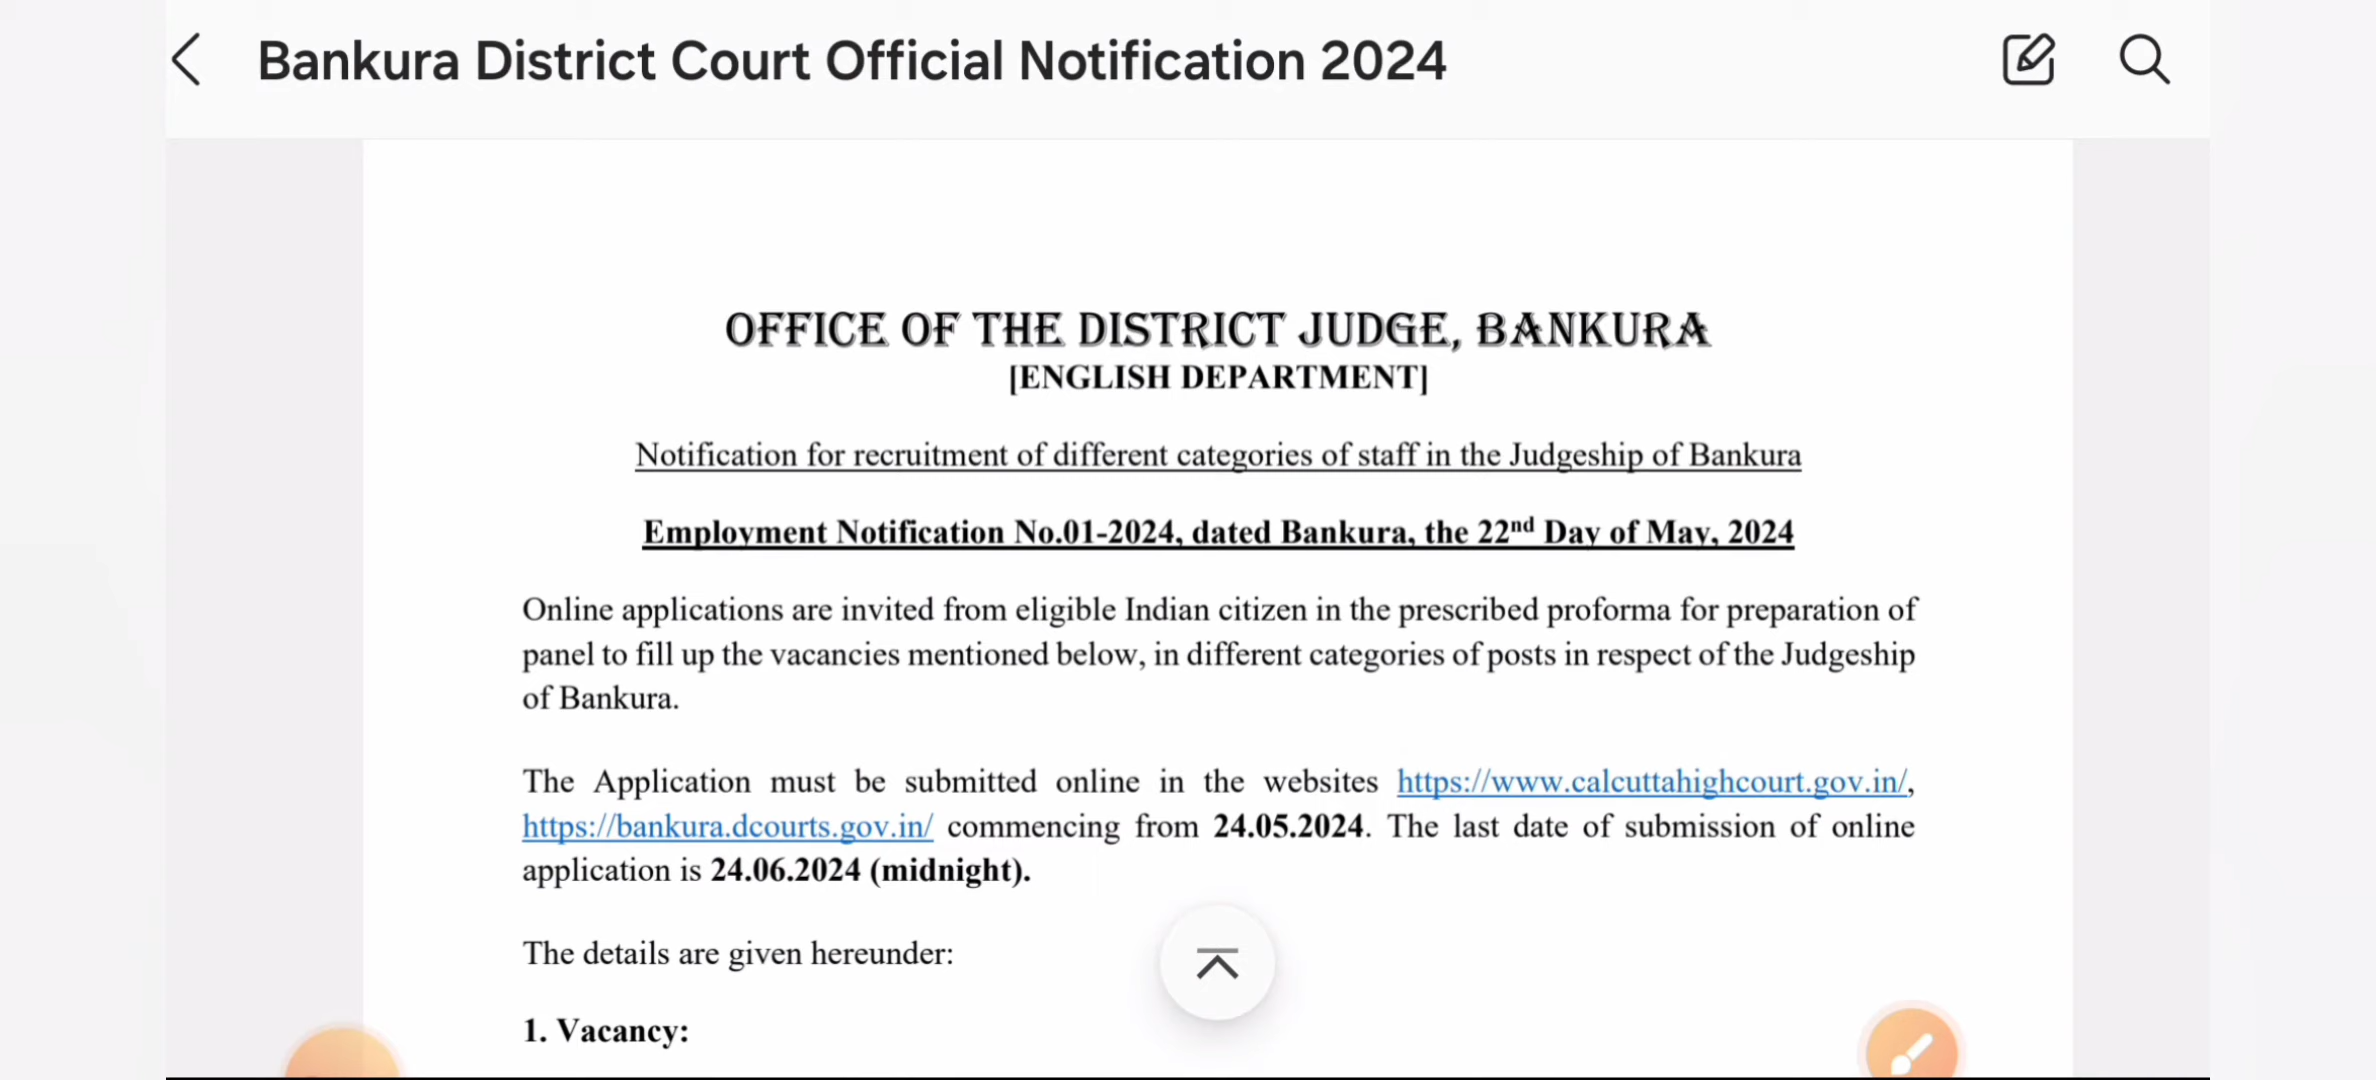 Bankura District Court Official Notification 2024
OFFICE OF THE DISTRICT JUDGE, BANKURA
[ENGLISH DEPARTMENT]
Notification for recruitment of different categories of staff in the Judgeship of Bankura
Employment Notification No.01-2024, dated Bankura, the 22nd Day of May, 2024
Online applications are invited from eligible Indian citizen in the prescribed proforma for preparation of
panel to fill up the vacancies mentioned below, in different categories of posts in respect of the Judgeship
of Bankura.
The Application must be submitted online in the websites https://www.calcuttahighcourt.gov.in/,
https://bankura.dcourts.gov.in/ commencing from 24.05.2024. The last date of submission of online
application is 24.06.2024 (midnight).
The details are given hereunder:
1. Vacancy: